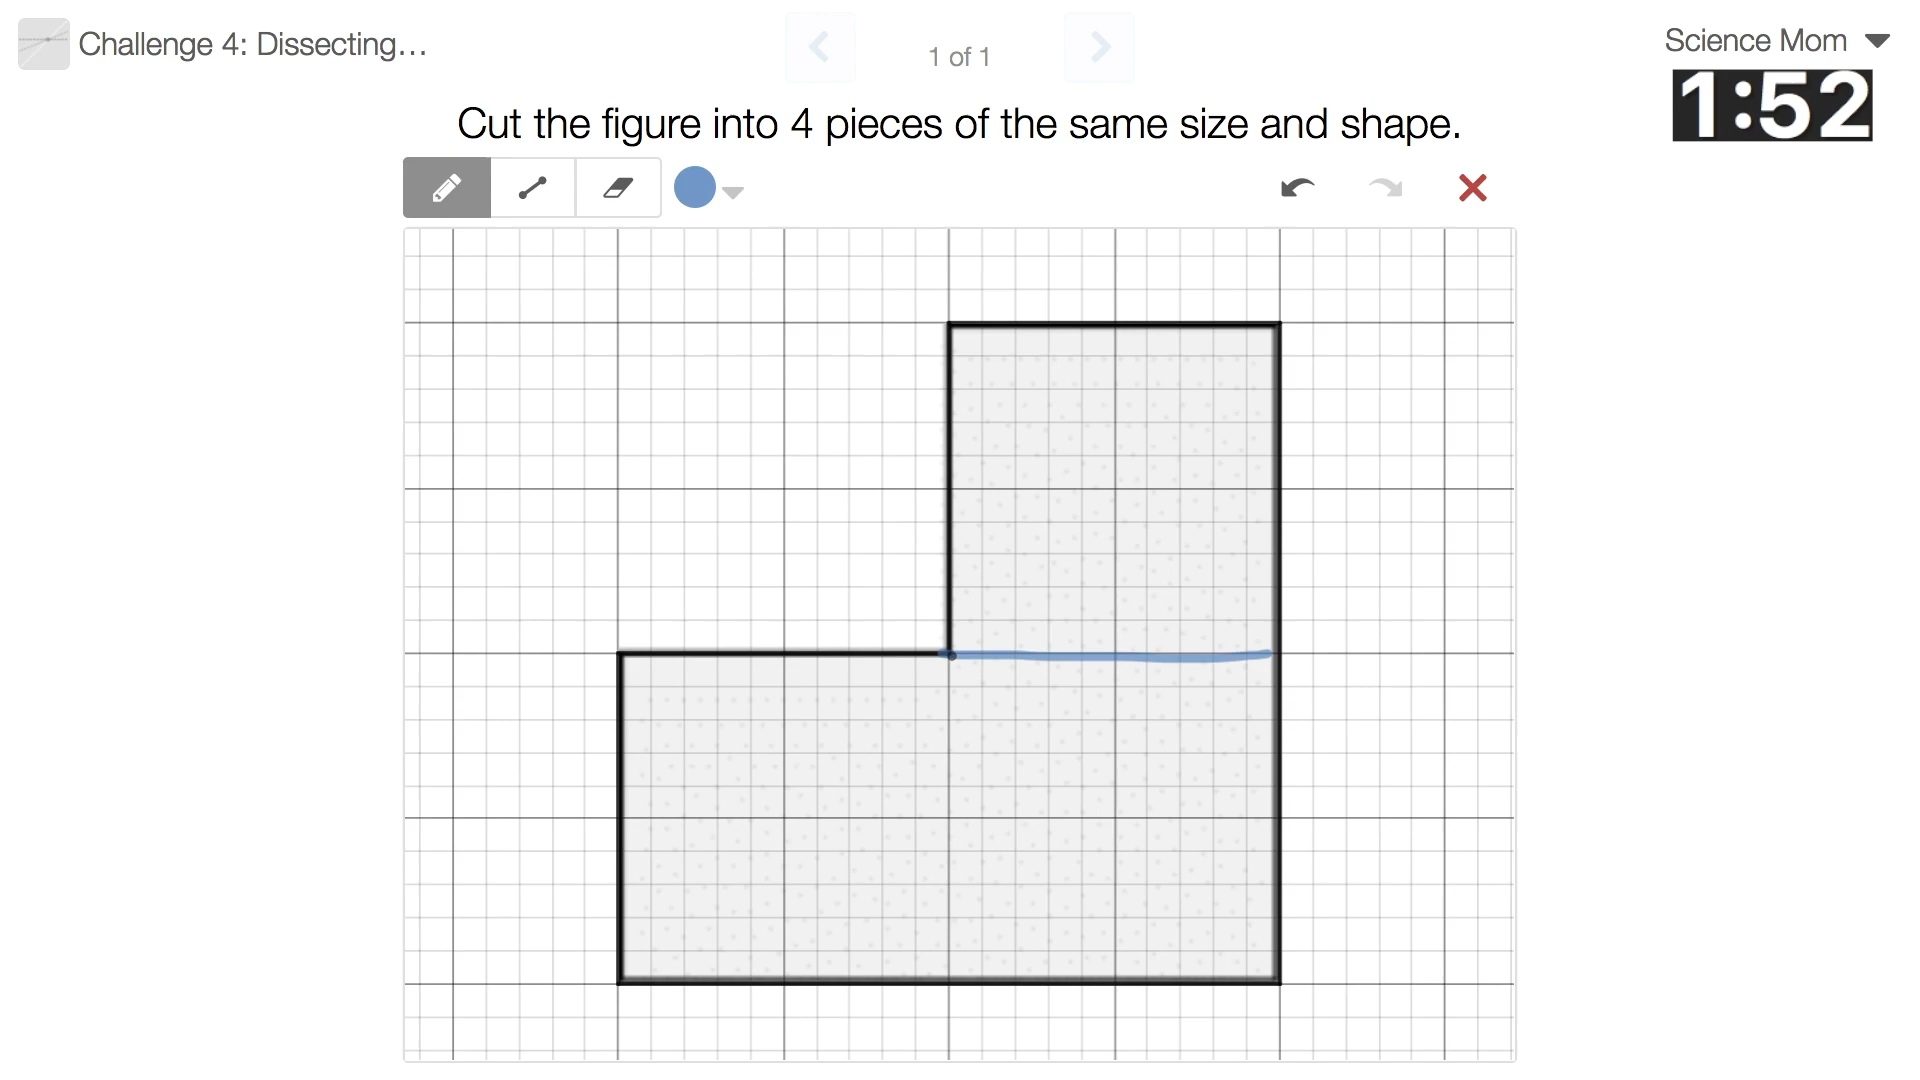 Challenge 4: Dissecting...
1 of 1
Science Mom
1:52
Cut the figure into 4 pieces of the same size and shape.